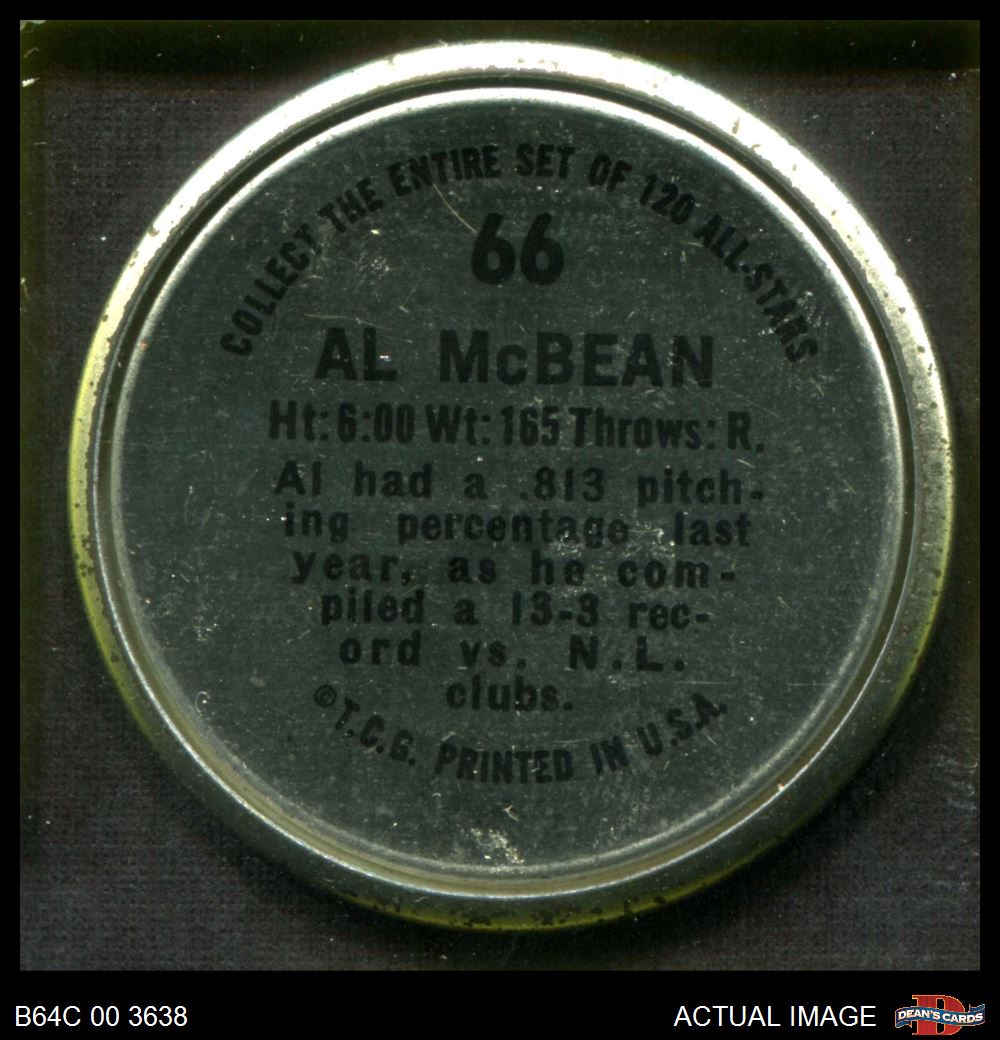 COLLECT THE ENTIRE SET OF 120 ALL-STARS
66
AL McBEAN
Ht: 6:00 Wt: 165 Throws: R.
Al had a .813 pitch-
ing percentage last
year, as he com-
piled a 13-3 rec-
ord vs. N.L.
clubs.
©T.C.G. PRINTED IN U.S.A.
B64C 00 3638
ACTUAL IMAGE
D
DEAN'S CARDS